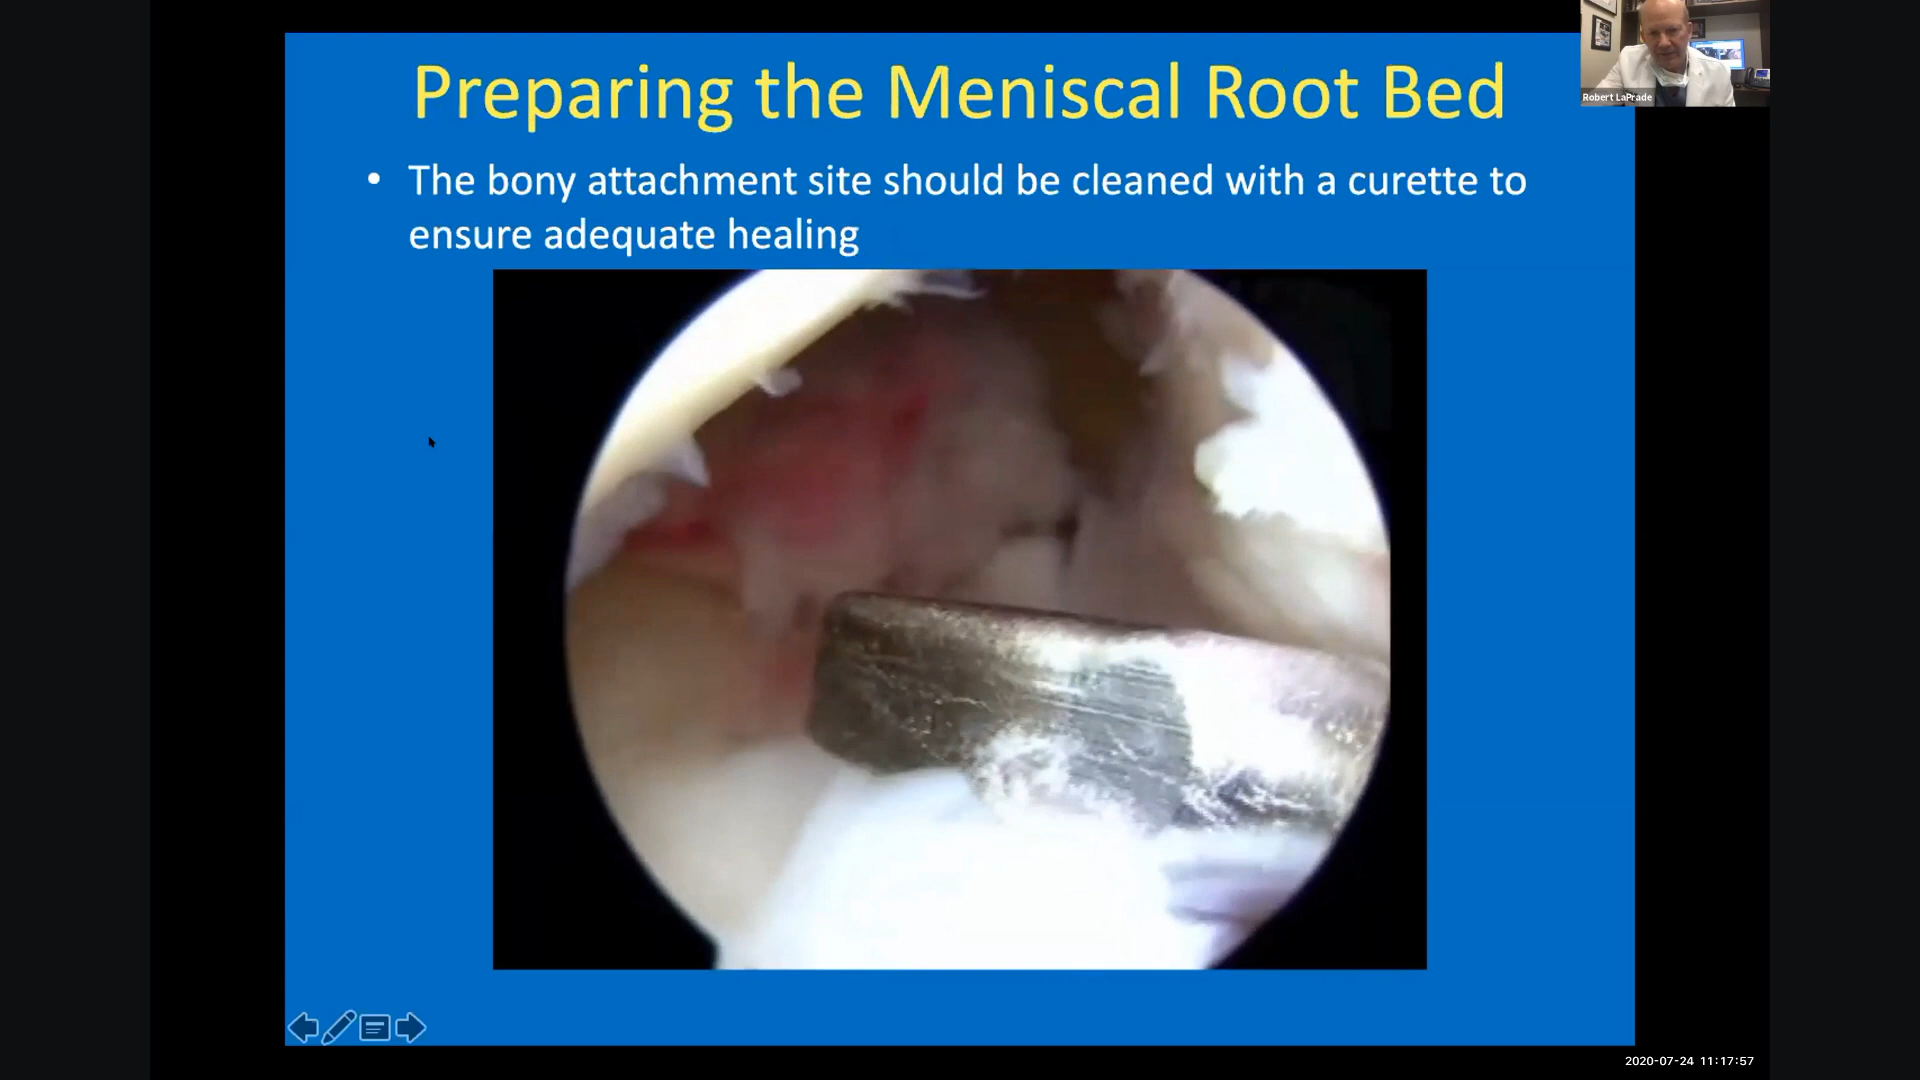 Preparing the Meniscal Root Bed
• The bony attachment site should be cleaned with a curette to
ensure adequate healing
Robert LaPrade
2020-07-24 11:17:57